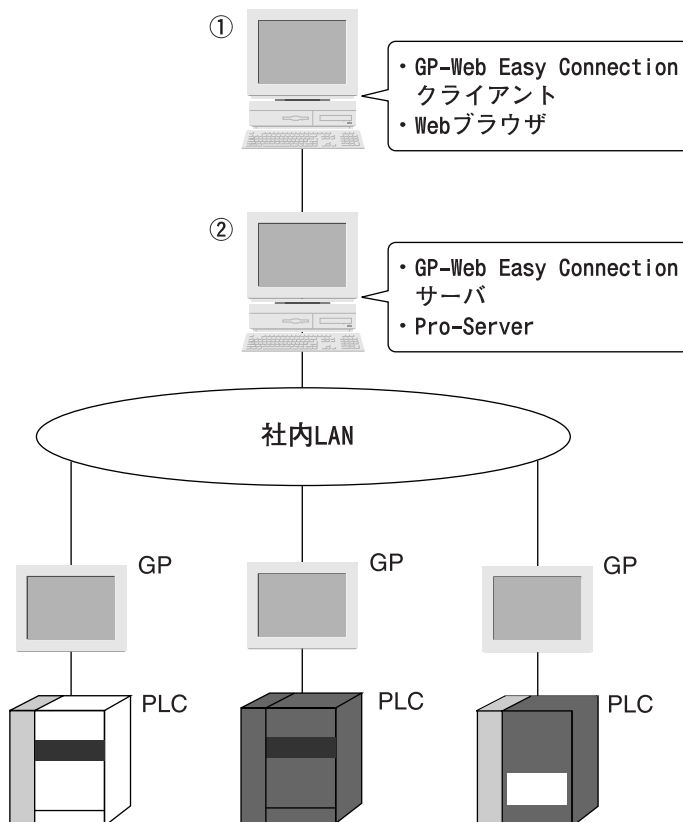 ①
・GP-Web Easy Connection
クライアント
・Webブラウザ
②
・GP-Web Easy Connection
サーバ
・Pro-Server
社内LAN
GP
GP
GP
PLC
PLC
PLC